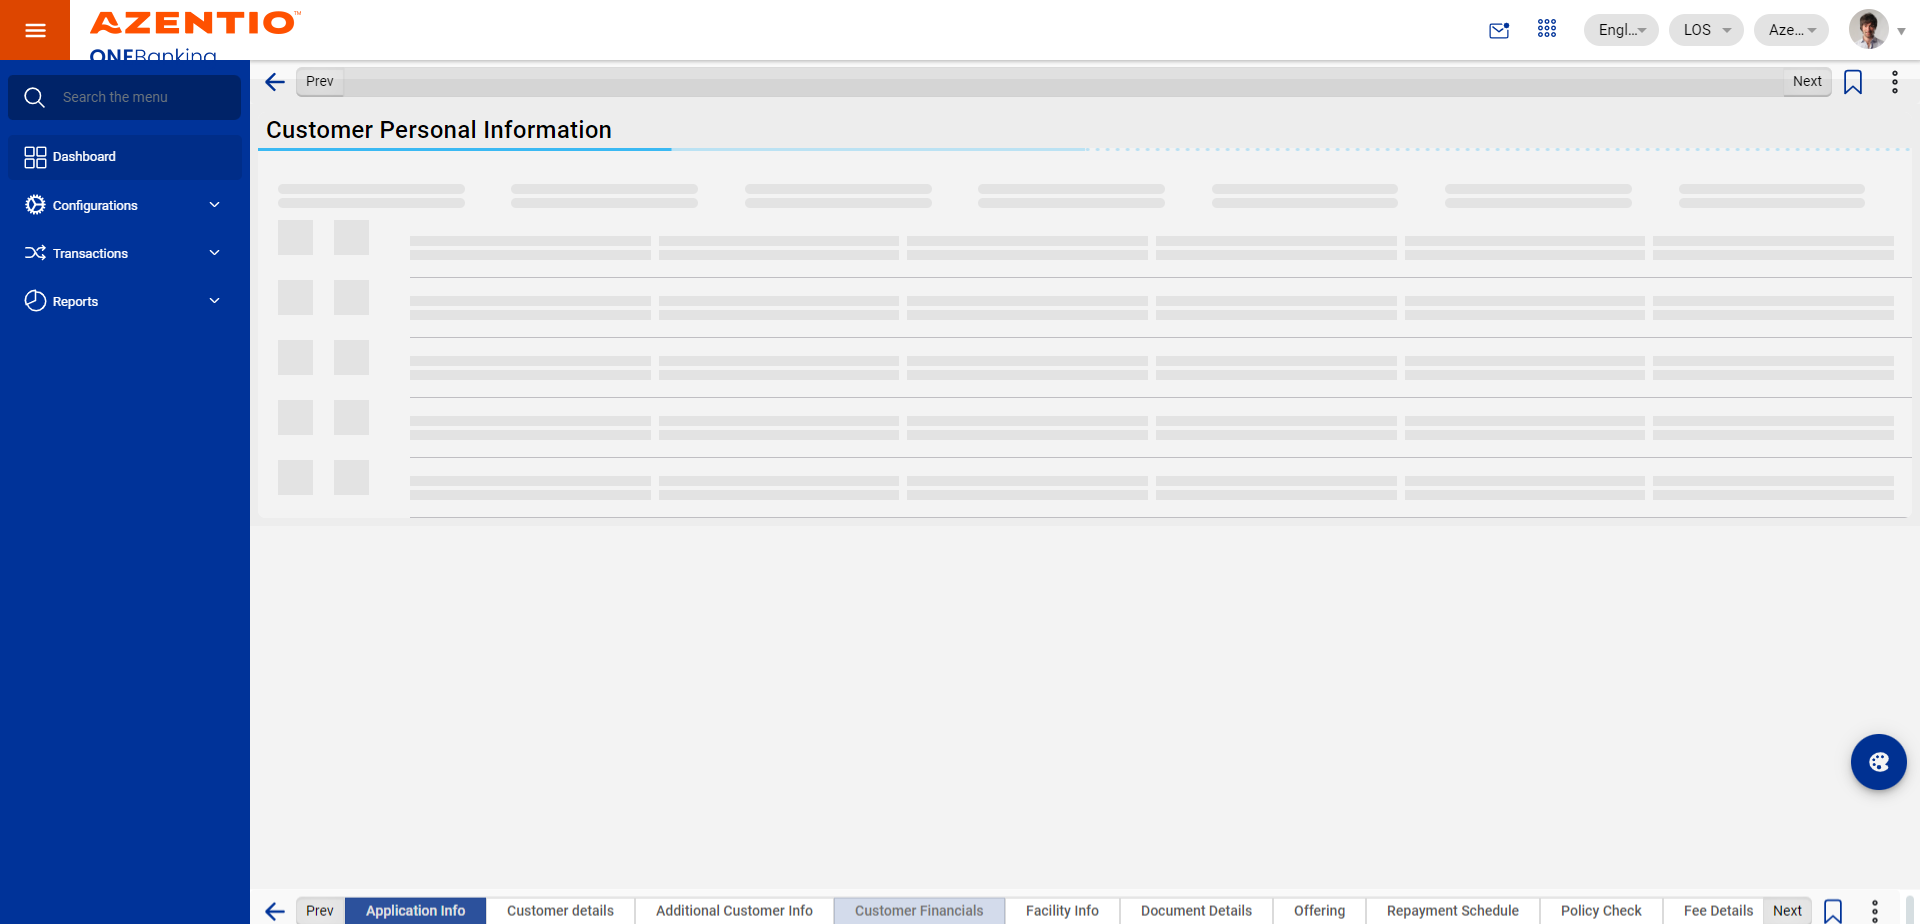 AZENTIO™
ONEBanking
Engl...
LOS
Aze...
Search the menu
Dashboard
Configurations
Transactions
Reports
Prev
Next
Customer Personal Information
Prev
Application Info
Customer details
Additional Customer Info
Customer Financials
Facility Info
Document Details
Offering
Repayment Schedule
Policy Check
Fee Details
Next